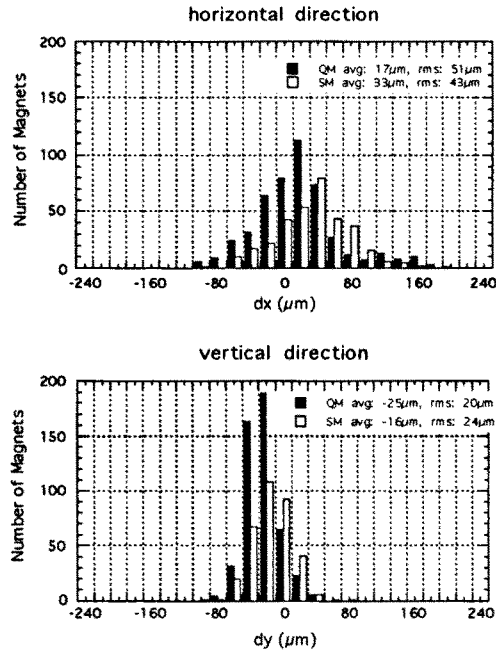 horizontal direction
200
QM avg: 17µm, rms: 51µm
SM avg: 33µm, rms: 43µm
150
Number of Magnets
100
50
0
-240 -160 -80 0 80 160 240
dx (µm)
vertical direction
200
QM avg: -25µm, rms: 20µm
SM avg: -16µm, rms: 24µm
150
Number of Magnets
100
50
0
-240 -160 -80 0 80 160 240
dy (µm)